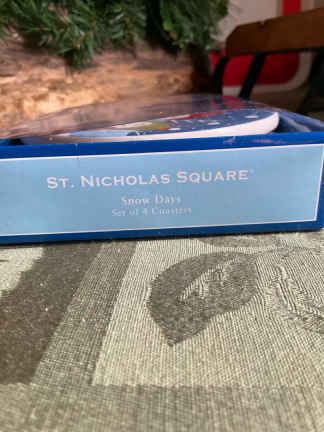 ST. NICHOLAS SQUARE®
Snow Days
Set of 4 Coasters